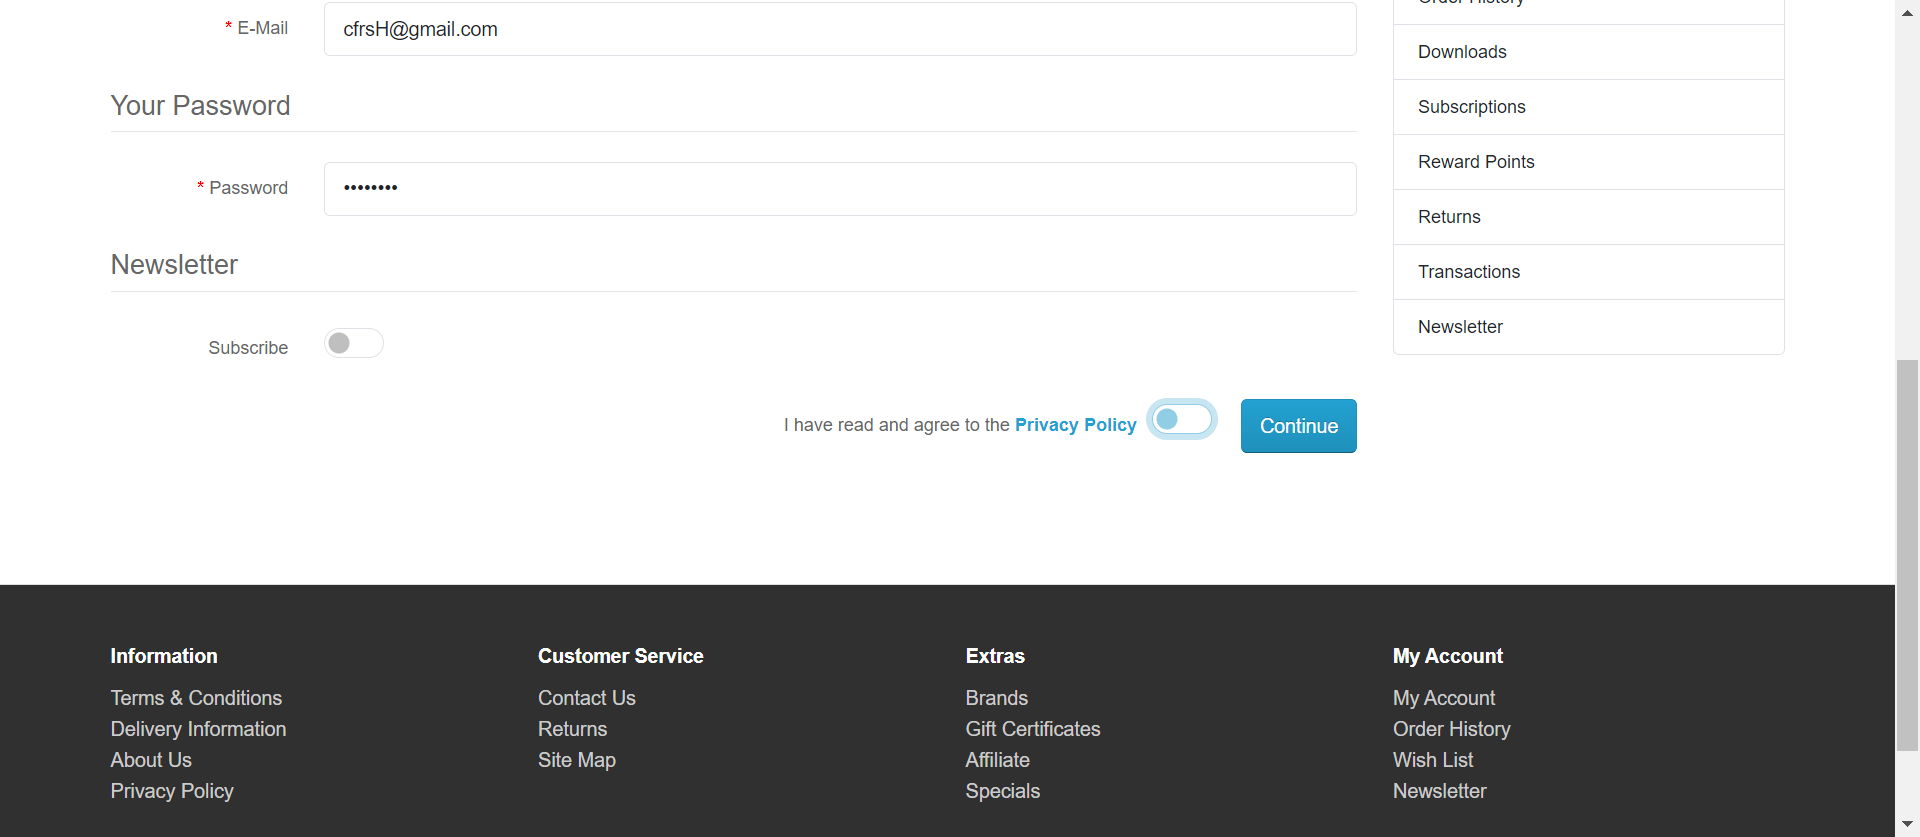 * E-Mail
cfrsH@gmail.com
Your Password
* Password
••••••••
Newsletter
Subscribe
I have read and agree to the Privacy Policy
Continue
Order History
Downloads
Subscriptions
Reward Points
Returns
Transactions
Newsletter
Information
Terms & Conditions
Delivery Information
About Us
Privacy Policy
Customer Service
Contact Us
Returns
Site Map
Extras
Brands
Gift Certificates
Affiliate
Specials
My Account
My Account
Order History
Wish List
Newsletter